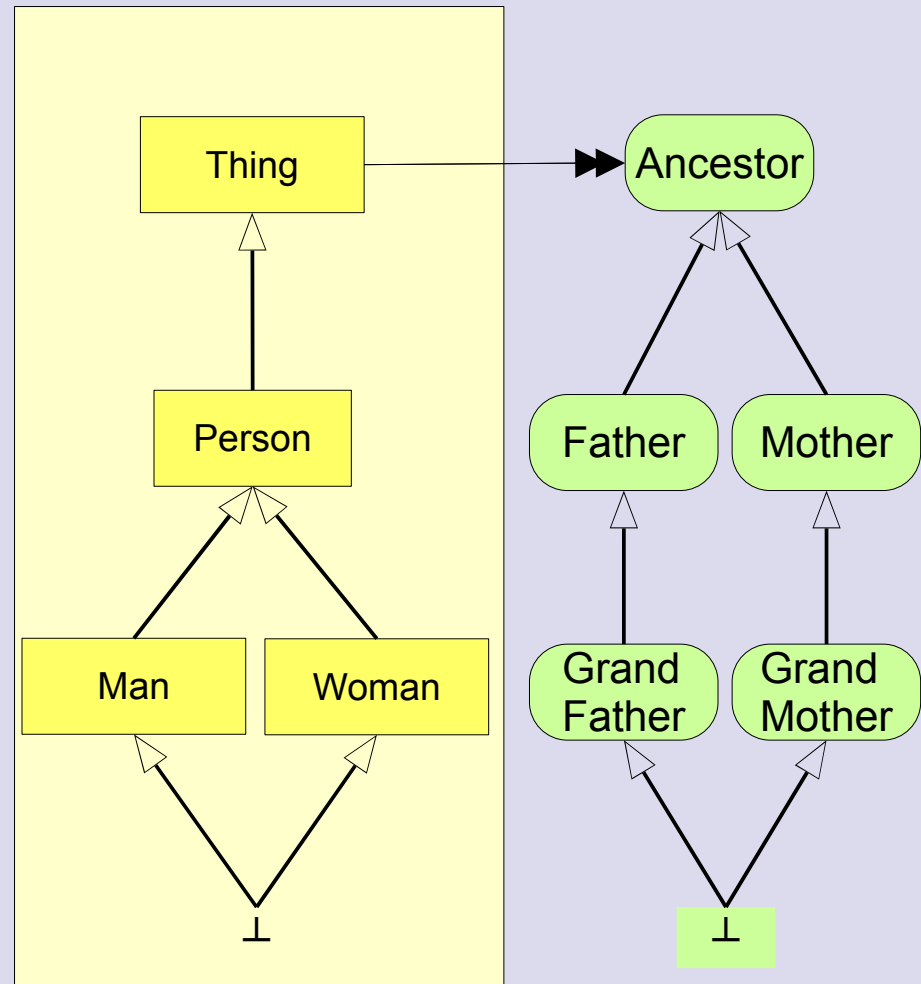 Thing
Ancestor
Person
Father
Mother
Man
Woman
Grand
Father
Grand
Mother
⊥
⊥